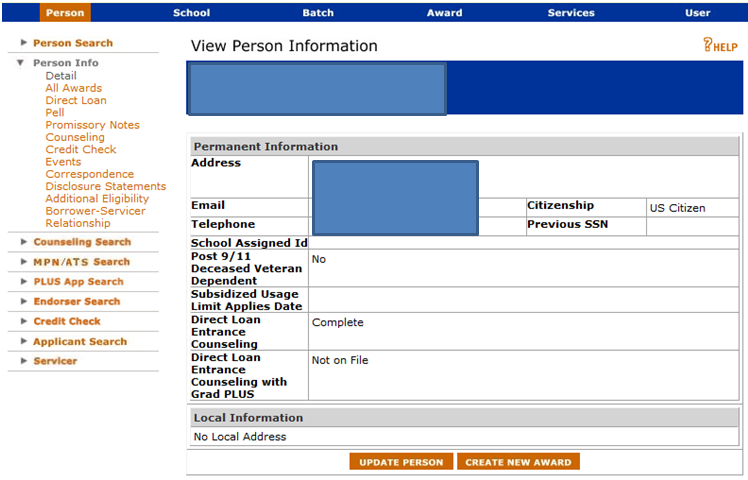 Person School Batch Award Services User
Person Search
Person Info
Detail
All Awards
Direct Loan
Pell
Promissory Notes
Counseling
Credit Check
Events
Correspondence
Disclosure Statements
Additional Eligibility
Borrower-Servicer
Relationship
Counseling Search
MPN/ATS Search
PLUS App Search
Endorser Search
Credit Check
Applicant Search
Servicer
View Person Information
?HELP
Permanent Information
Address
Email
Citizenship US Citizen
Telephone
Previous SSN
School Assigned Id
Post 9/11
Deceased Veteran
Dependent
No
Subsidized Usage
Limit Applies Date
Direct Loan
Entrance
Counseling
Complete
Direct Loan
Entrance
Counseling with
Grad PLUS
Not on File
Local Information
No Local Address
UPDATE PERSON CREATE NEW AWARD